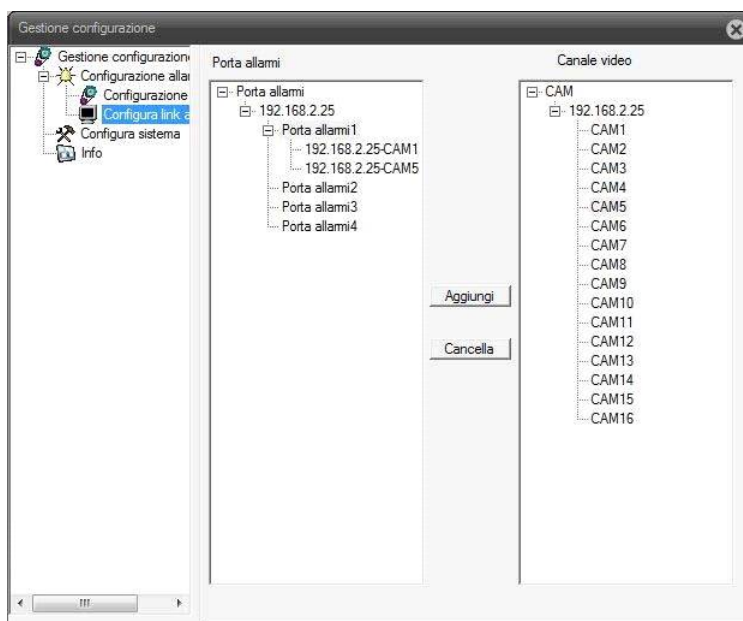 Gestione configurazione
Gestione configurazion
Configurazione alla
Configurazione
Configura link a
Configura sistema
Info
Porta allarmi
Porta allarmi
192.168.2.25
Porta allarmi1
192.168.2.25-CAM1
192.168.2.25-CAM5
Porta allarmi2
Porta allarmi3
Porta allarmi4
Aggiungi
Cancella
Canale video
CAM
192.168.2.25
CAM1
CAM2
CAM3
CAM4
CAM5
CAM6
CAM7
CAM8
CAM9
CAM10
CAM11
CAM12
CAM13
CAM14
CAM15
CAM16